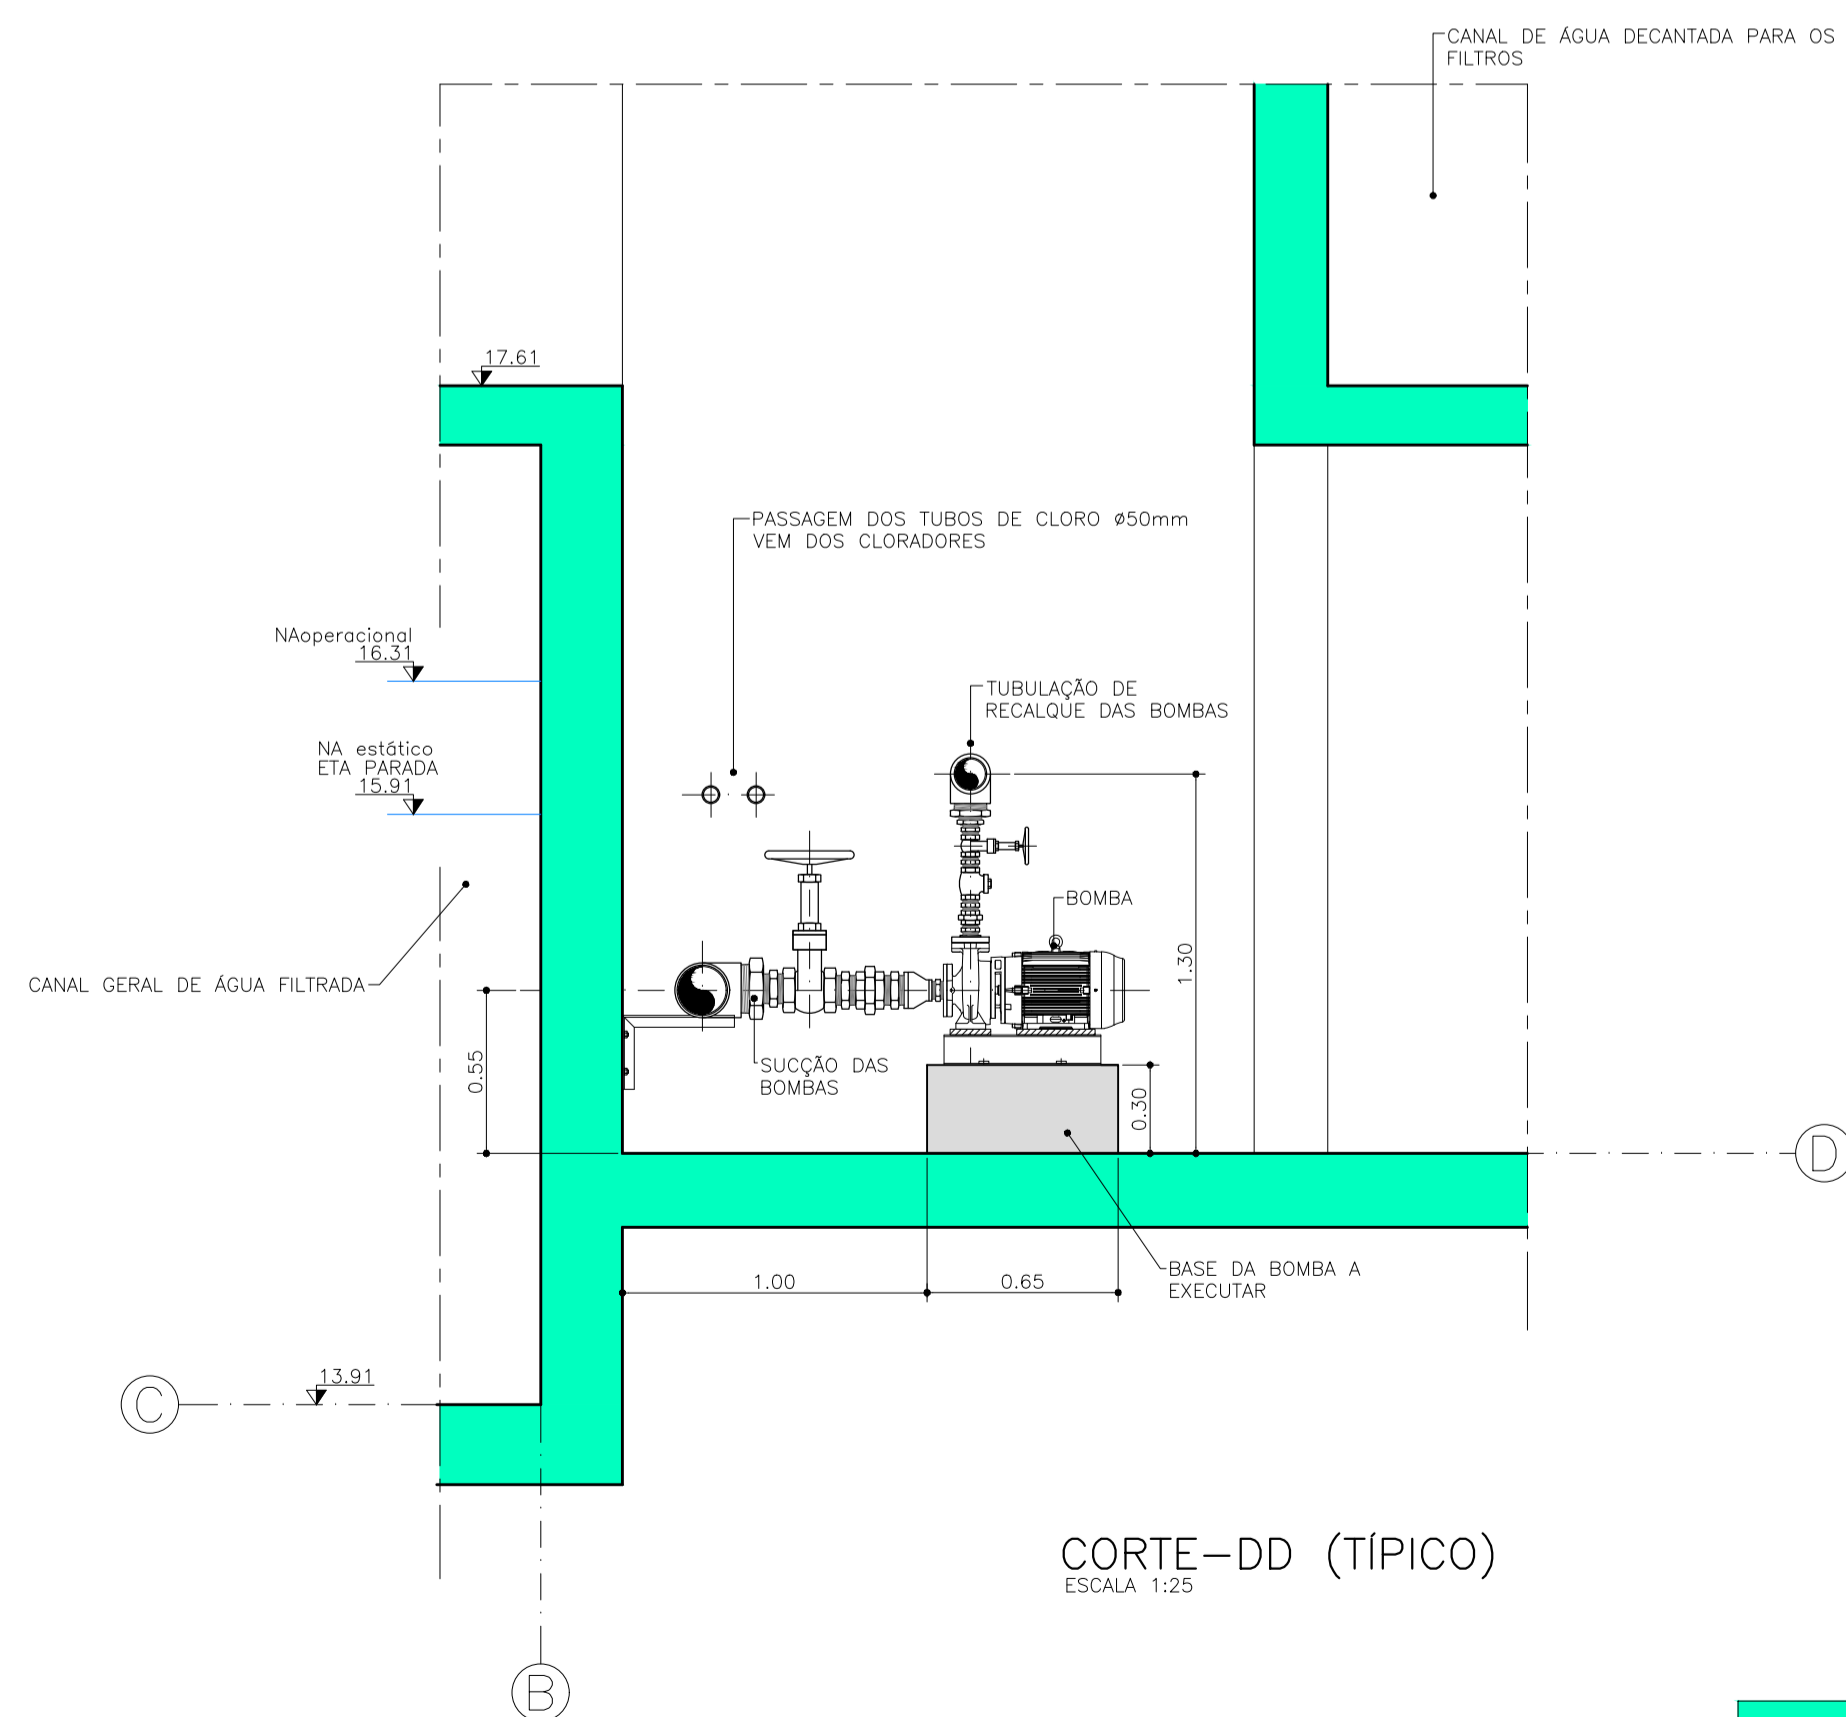 CANAL DE ÁGUA DECANTADA PARA OS
FILTROS
17.61
PASSAGEM DOS TUBOS DE CLORO Ø50mm
VEM DOS CLORADORES
NAoperacional
16.31
TUBULAÇÃO DE
RECALQUE DAS BOMBAS
NA estático
ETA PARADA
15.91
BOMBA
1.30
CANAL GERAL DE ÁGUA FILTRADA
0.55
SUCÇÃO DAS
BOMBAS
0.30
D
BASE DA BOMBA A
EXECUTAR
1.00
0.65
13.91
C
CORTE-DD (TÍPICO)
ESCALA 1:25
B